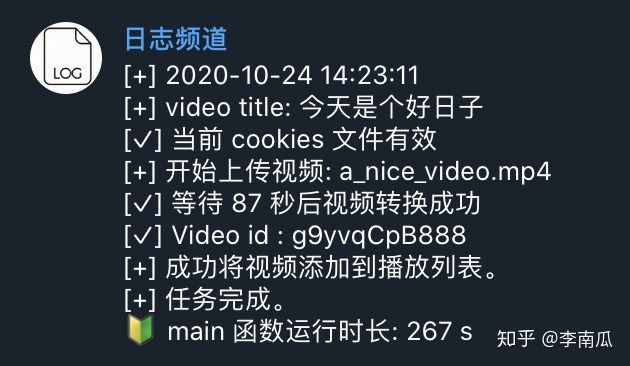 LOG
日志频道
[+] 2020-10-24 14:23:11
[+] video title: 今天是个好日子
[✓] 当前 cookies 文件有效
[+] 开始上传视频: a_nice_video.mp4
[✓] 等待 87 秒后视频转换成功
[✓] Video id : g9yvqCpB888
[+] 成功将视频添加到播放列表。
[+] 任务完成。
🔰 main 函数运行时长: 267 s
知乎 @李南瓜